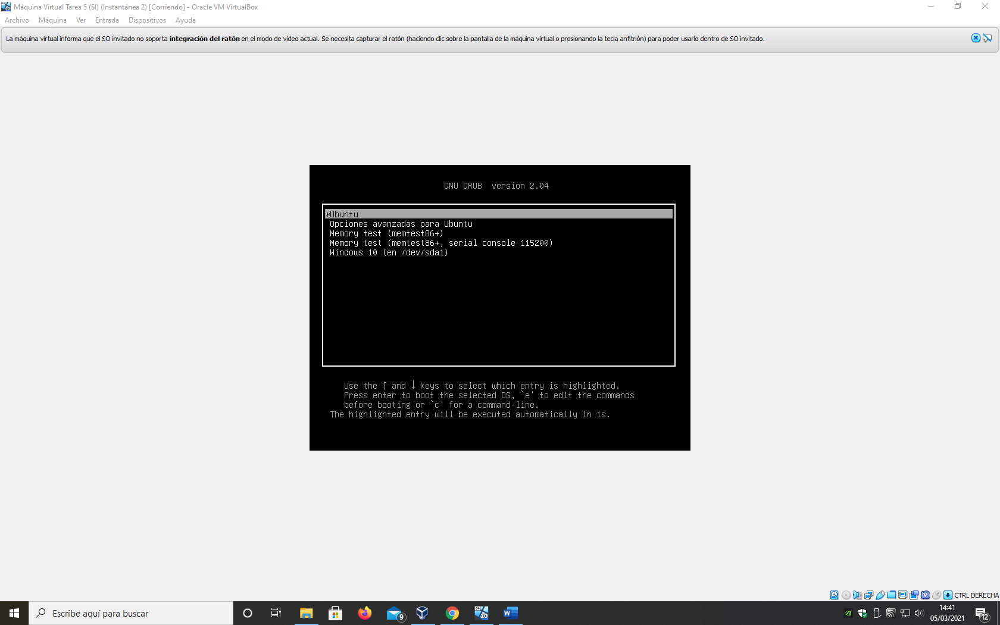 Máquina Virtual Tarea 5 (SI) (Instantánea 2) [Corriendo] - Oracle VM VirtualBox
Archivo Máquina Ver Entrada Dispositivos Ayuda
La máquina virtual informa que el SO invitado no soporta integración del ratón en el modo de vídeo actual. Se necesita capturar el ratón (haciendo clic sobre la pantalla de la máquina virtual o presionando la tecla anfitrión) para poder usarlo dentro de SO invitado.
GNU GRUB version 2.04
*Ubuntu
Opciones avanzadas para Ubuntu
Memory test (memtest86+)
Memory test (memtest86+, serial console 115200)
Windows 10 (en /dev/sda1)
Use the ↑ and ↓ keys to select which entry is highlighted.
Press enter to boot the selected OS, `e' to edit the commands
before booting or `c' for a command-line.
The highlighted entry will be executed automatically in 1s.
CTRL DERECHA
Escribe aquí para buscar
9
14:41
05/03/2021
12